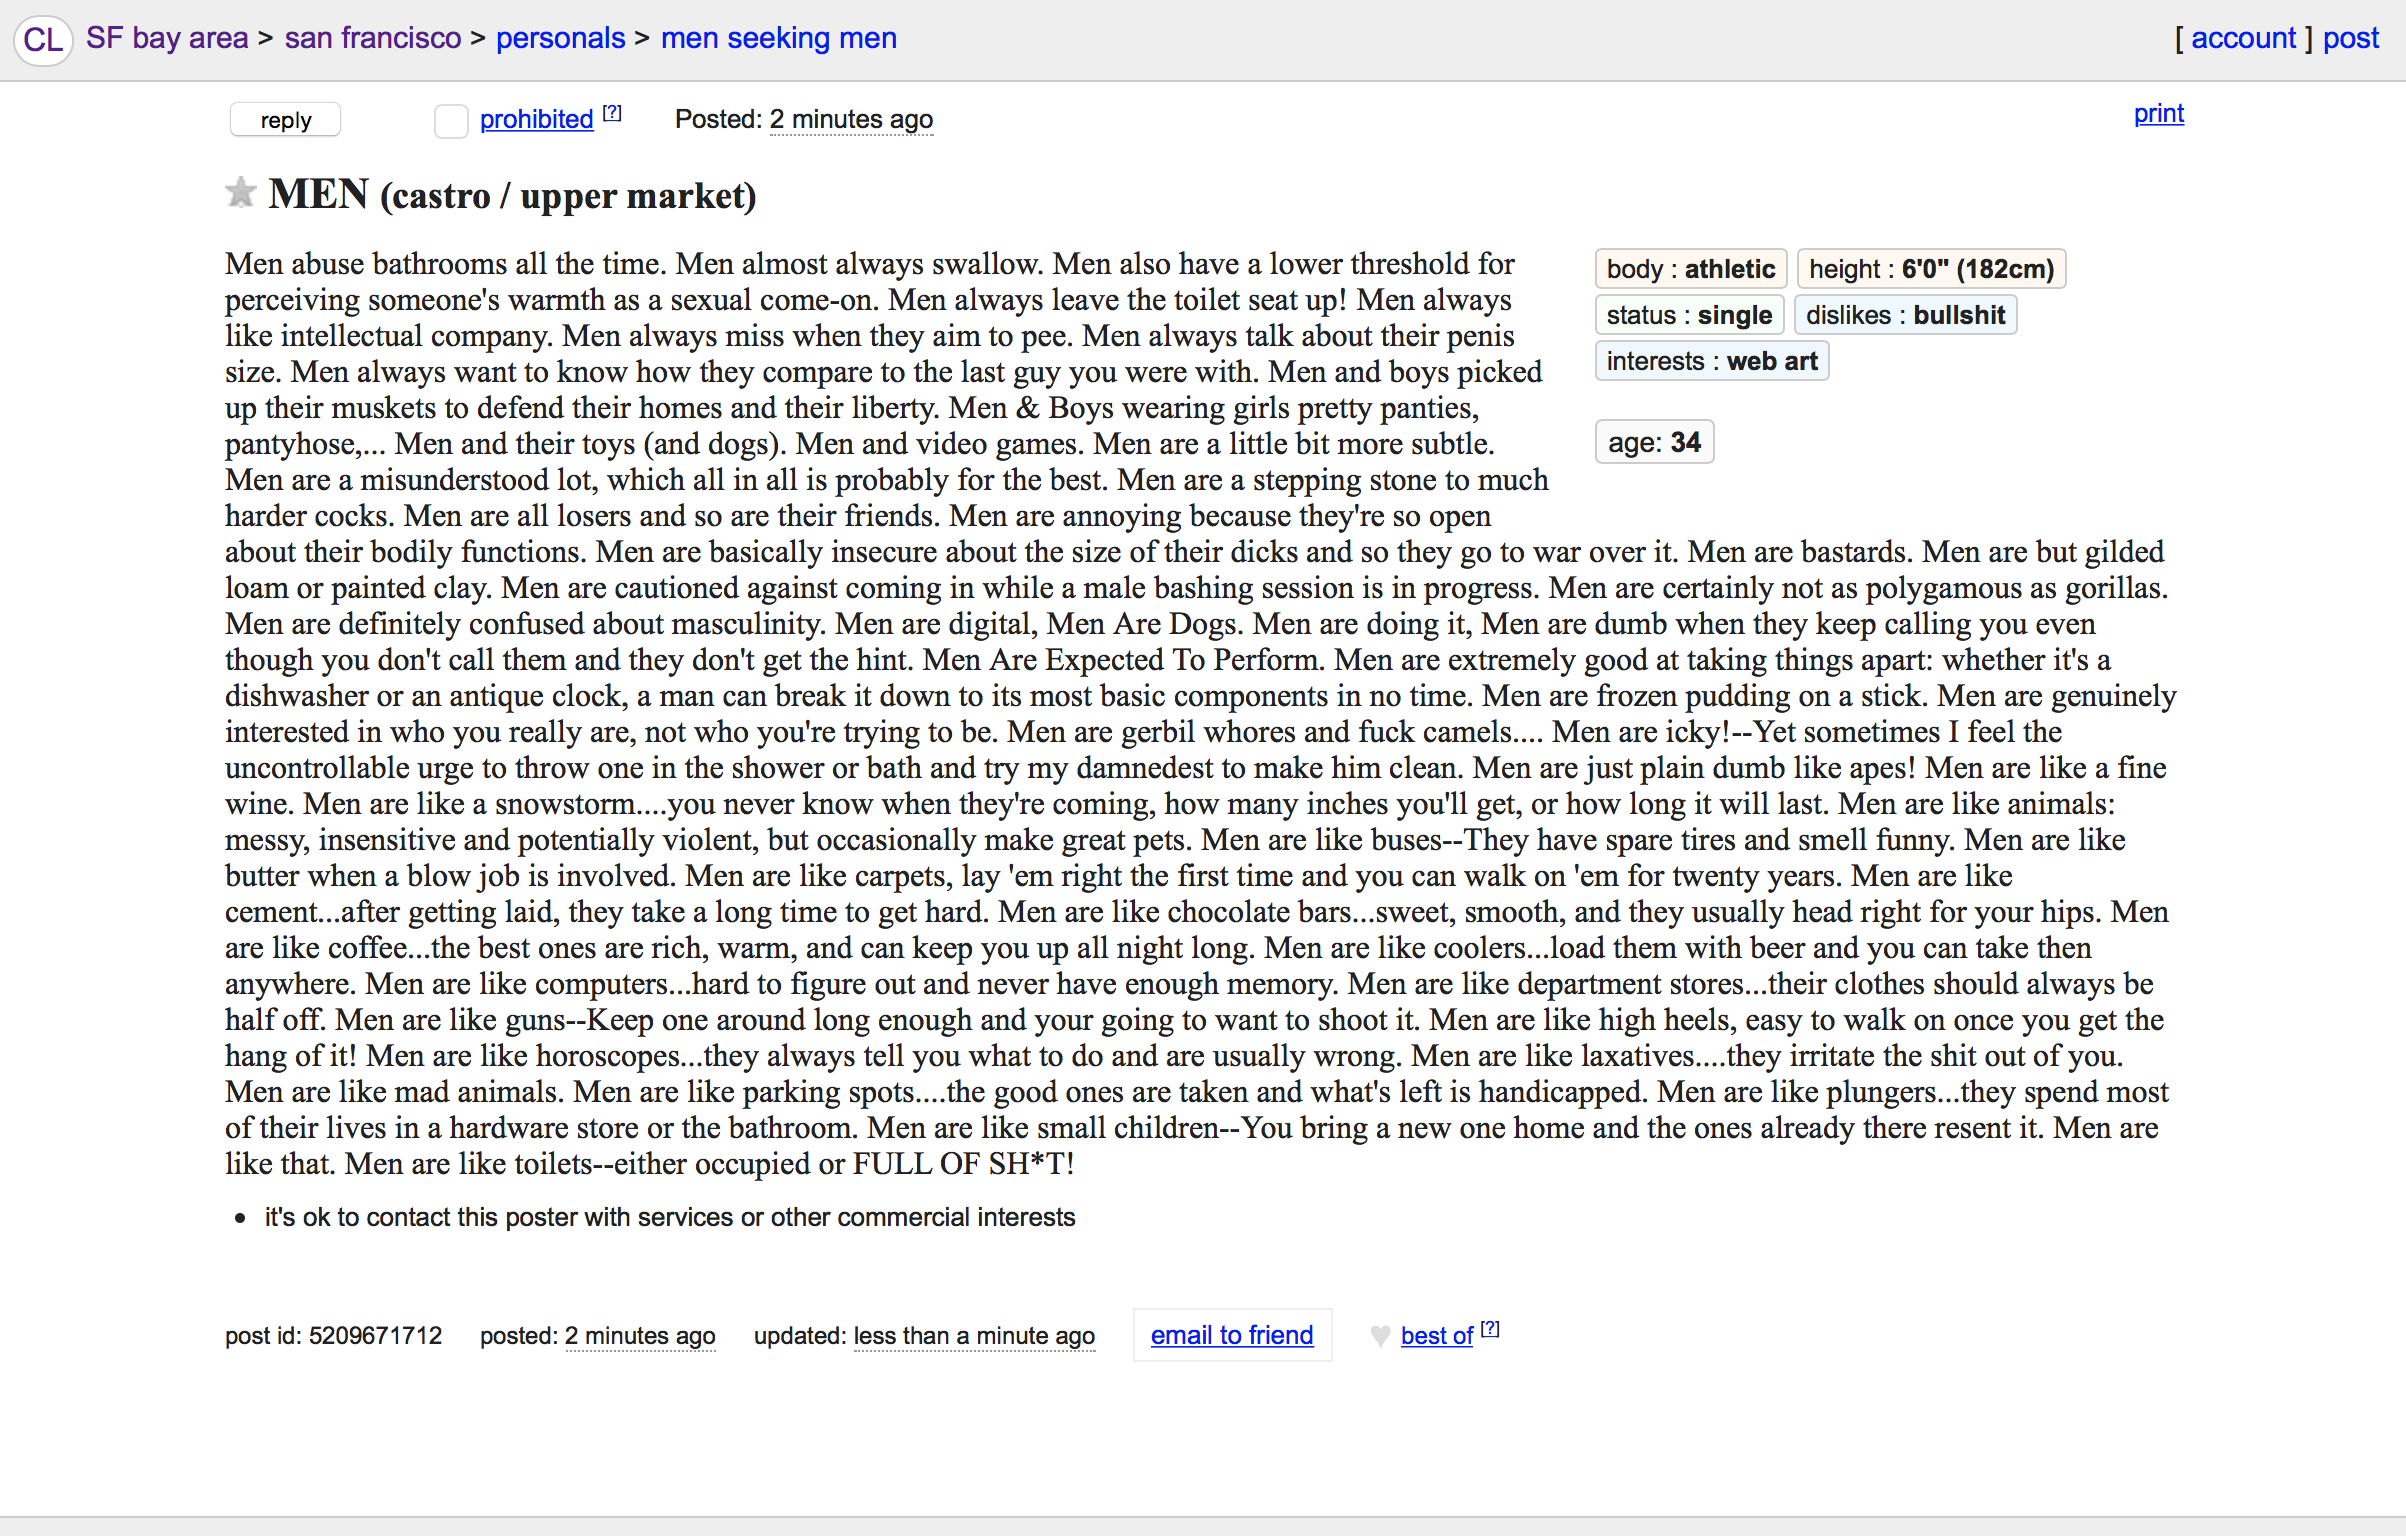 CL SF bay area > san francisco > personals > men seeking men [ account ] post
reply prohibited [?] Posted: 2 minutes ago print
MEN (castro / upper market)
Men abuse bathrooms all the time. Men almost always swallow. Men also have a lower threshold for
perceiving someone's warmth as a sexual come-on. Men always leave the toilet seat up! Men always
like intellectual company. Men always miss when they aim to pee. Men always talk about their penis
size. Men always want to know how they compare to the last guy you were with. Men and boys picked
up their muskets to defend their homes and their liberty. Men & Boys wearing girls pretty panties,
pantyhose,... Men and their toys (and dogs). Men and video games. Men are a little bit more subtle.
Men are a misunderstood lot, which all in all is probably for the best. Men are a stepping stone to much
harder cocks. Men are all losers and so are their friends. Men are annoying because they're so open
about their bodily functions. Men are basically insecure about the size of their dicks and so they go to war over it. Men are bastards. Men are but gilded
loam or painted clay. Men are cautioned against coming in while a male bashing session is in progress. Men are certainly not as polygamous as gorillas.
Men are definitely confused about masculinity. Men are digital, Men Are Dogs. Men are doing it, Men are dumb when they keep calling you even
though you don't call them and they don't get the hint. Men Are Expected To Perform. Men are extremely good at taking things apart: whether it's a
dishwasher or an antique clock, a man can break it down to its most basic components in no time. Men are frozen pudding on a stick. Men are genuinely
interested in who you really are, not who you're trying to be. Men are gerbil whores and fuck camels.... Men are icky!--Yet sometimes I feel the
uncontrollable urge to throw one in the shower or bath and try my damnedest to make him clean. Men are just plain dumb like apes! Men are like a fine
wine. Men are like a snowstorm....you never know when they're coming, how many inches you'll get, or how long it will last. Men are like animals:
messy, insensitive and potentially violent, but occasionally make great pets. Men are like buses--They have spare tires and smell funny. Men are like
butter when a blow job is involved. Men are like carpets, lay 'em right the first time and you can walk on 'em for twenty years. Men are like
cement...after getting laid, they take a long time to get hard. Men are like chocolate bars...sweet, smooth, and they usually head right for your hips. Men
are like coffee...the best ones are rich, warm, and can keep you up all night long. Men are like coolers...load them with beer and you can take then
anywhere. Men are like computers...hard to figure out and never have enough memory. Men are like department stores...their clothes should always be
half off. Men are like guns--Keep one around long enough and your going to want to shoot it. Men are like high heels, easy to walk on once you get the
hang of it! Men are like horoscopes...they always tell you what to do and are usually wrong. Men are like laxatives....they irritate the shit out of you.
Men are like mad animals. Men are like parking spots....the good ones are taken and what's left is handicapped. Men are like plungers...they spend most
of their lives in a hardware store or the bathroom. Men are like small children--You bring a new one home and the ones already there resent it. Men are
like that. Men are like toilets--either occupied or FULL OF SH*T!
body : athletic height : 6'0" (182cm)
status : single dislikes : bullshit
interests : web art
age: 34
• it's ok to contact this poster with services or other commercial interests
post id: 5209671712 posted: 2 minutes ago updated: less than a minute ago email to friend ♥ best of [?]